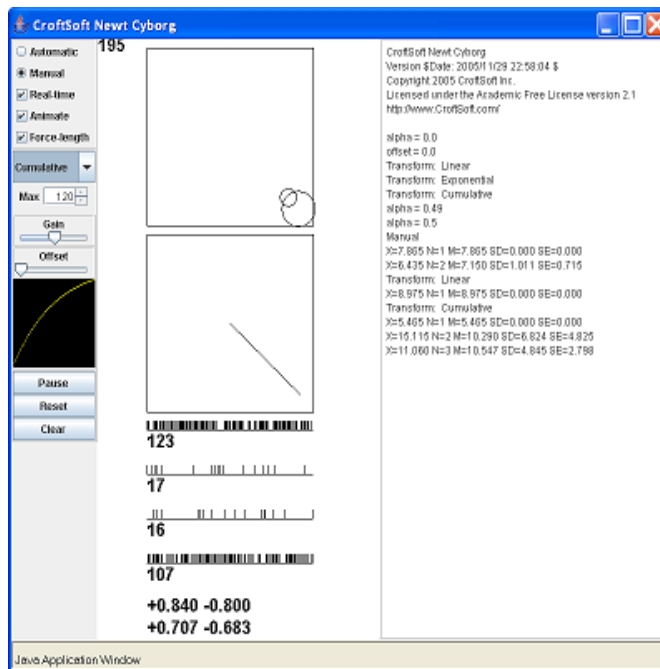 CroftSoft Newt Cyborg
Automatic
Manual
Real-time
Animate
Force-length
Cumulative
Max 120
Gain
Offset
Pause
Reset
Clear
195
123
17
16
107
+0.840 -0.800
+0.707 -0.683
CroftSoft Newt Cyborg
Version $Date: 2005/11/29 22:58:04 $
Copyright 2005 CroftSoft Inc.
Licensed under the Academic Free License version 2.1
http://www.CroftSoft.com/
alpha = 0.0
offset = 0.0
Transform: Linear
Transform: Exponential
Transform: Cumulative
alpha = 0.49
alpha = 0.5
Manual
X=7.865 N=1 M=7.865 SD=0.000 SE=0.000
X=6.435 N=2 M=7.150 SD=1.011 SE=0.715
Transform: Linear
X=8.975 N=1 M=8.975 SD=0.000 SE=0.000
Transform: Cumulative
X=5.465 N=1 M=5.465 SD=0.000 SE=0.000
X=15.115 N=2 M=10.290 SD=6.824 SE=4.825
X=11.060 N=3 M=10.547 SD=4.845 SE=2.798
Java Application Window